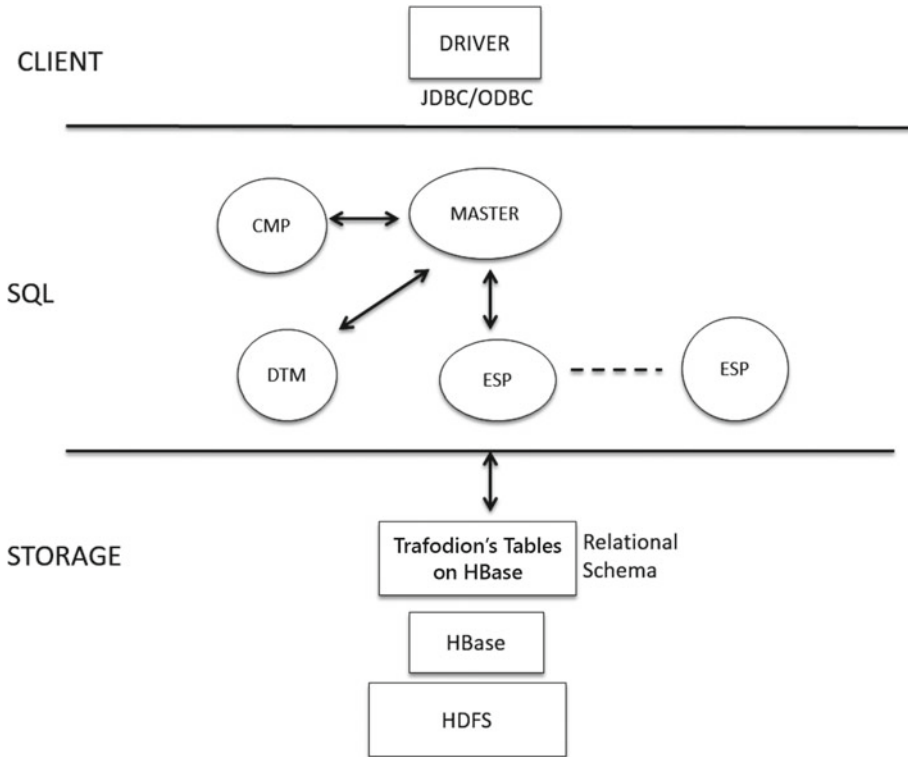 DRIVER
CLIENT
JDBC/ODBC
CMP
MASTER
SQL
DTM
ESP
ESP
STORAGE
Trafodion's Tables
on HBase
Relational
Schema
HBase
HDFS